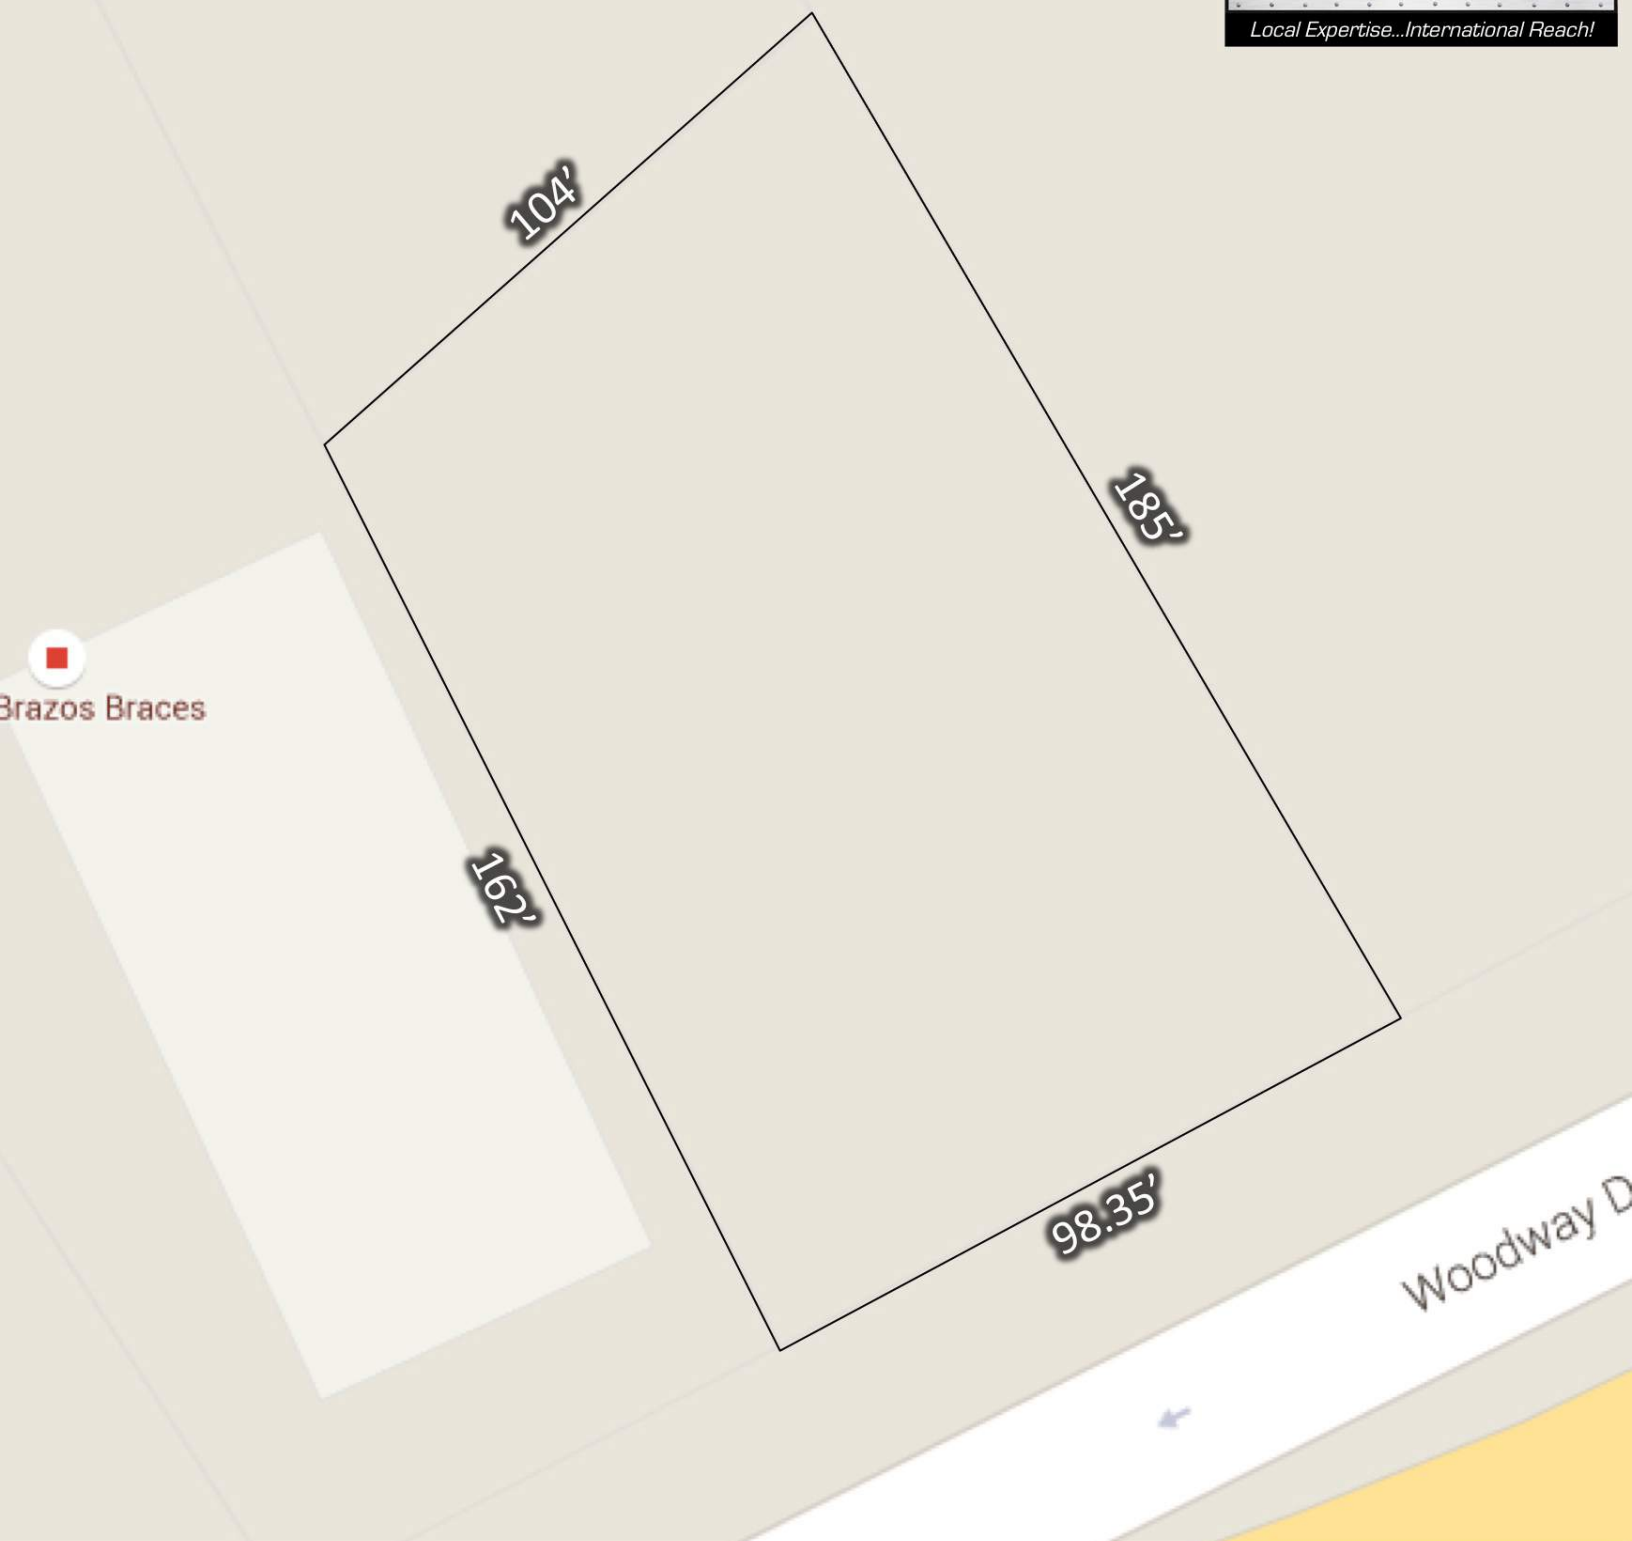 Local Expertise...International Reach!
104’
185’
Brazos Braces
162’
98.35’
Woodway D